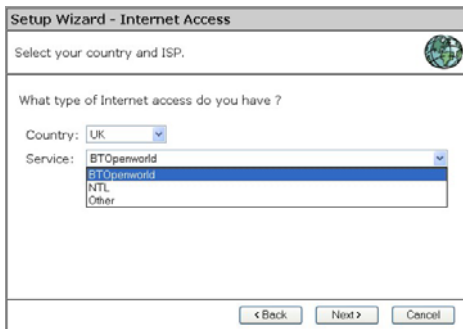 Setup Wizard - Internet Access
Select your country and ISP.
What type of Internet access do you have ?
Country: UK
Service: BTOpenworld
BTOpenworld
NTL
Other
< Back Next > Cancel